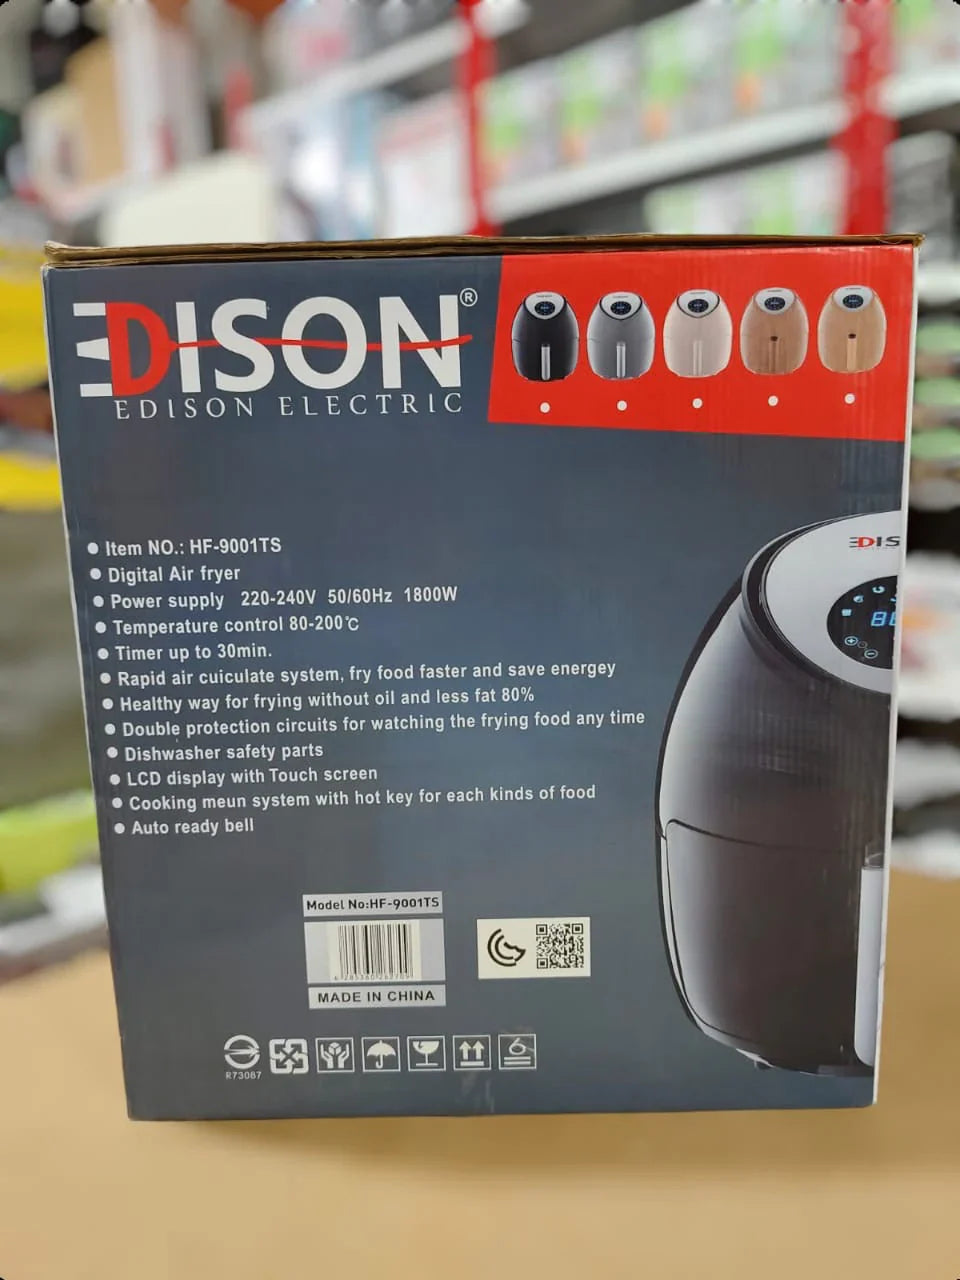 EDISON®
EDISON ELECTRIC
Item NO.: HF-9001TS
Digital Air fryer
Power supply 220-240V 50/60Hz 1800W
Temperature control 80-200℃
Timer up to 30min.
Rapid air cuiculate system, fry food faster and save energey
Healthy way for frying without oil and less fat 80%
Double protection circuits for watching the frying food any time
Dishwasher safety parts
LCD display with Touch screen
Cooking meun system with hot key for each kinds of food
Auto ready bell
EDIS
Model No:HF-9001TS
MADE IN CHINA
R73087
6